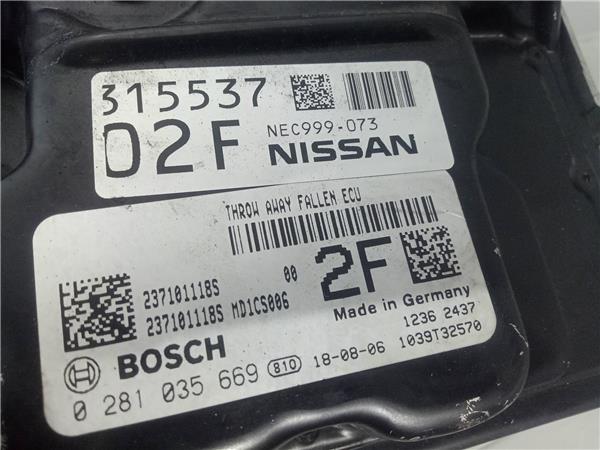 315537
02F
NEC999-073
NISSAN
THROW AWAY FALLEN ECU
237101118S 00
237101118S MD1CS006
2F
Made in Germany
1236 2437
BOSCH
0 281 035 669 810 18-08-06 1039T32570